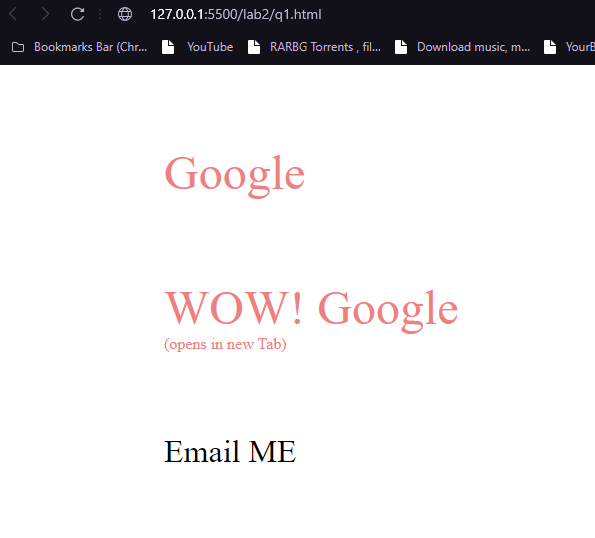 127.0.0.1:5500/lab2/q1.html
Bookmarks Bar (Chr... YouTube RARBG Torrents , fil... Download music, m... YourB
Google
WOW! Google
(opens in new Tab)
Email ME